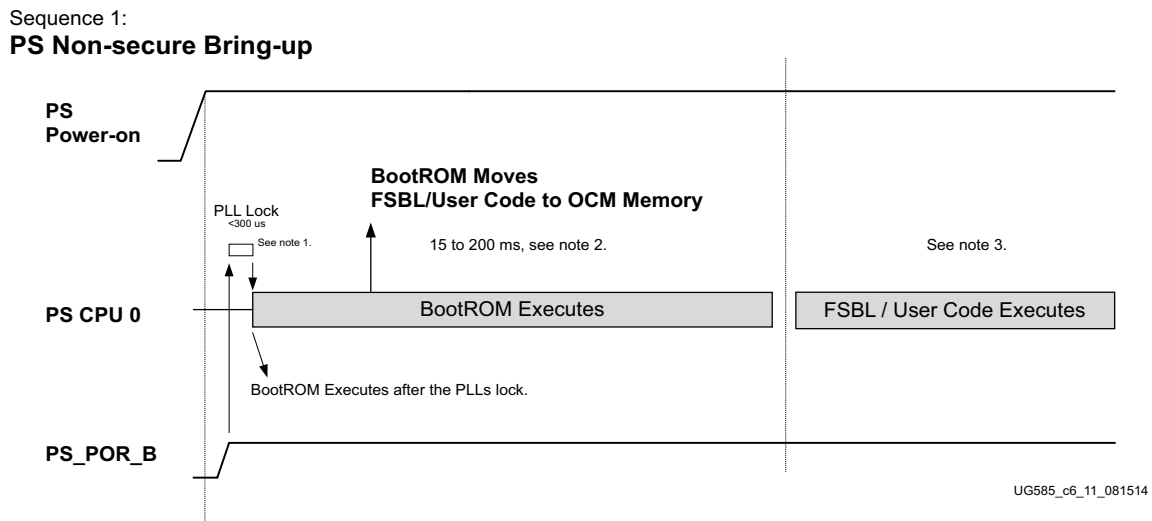 Sequence 1:
PS Non-secure Bring-up
PS
Power-on
BootROM Moves
FSBL/User Code to OCM Memory
PLL Lock
<300 us
See note 1.
15 to 200 ms, see note 2.
See note 3.
PS CPU 0
BootROM Executes
FSBL / User Code Executes
BootROM Executes after the PLLs lock.
PS_POR_B
UG585_c6_11_081514